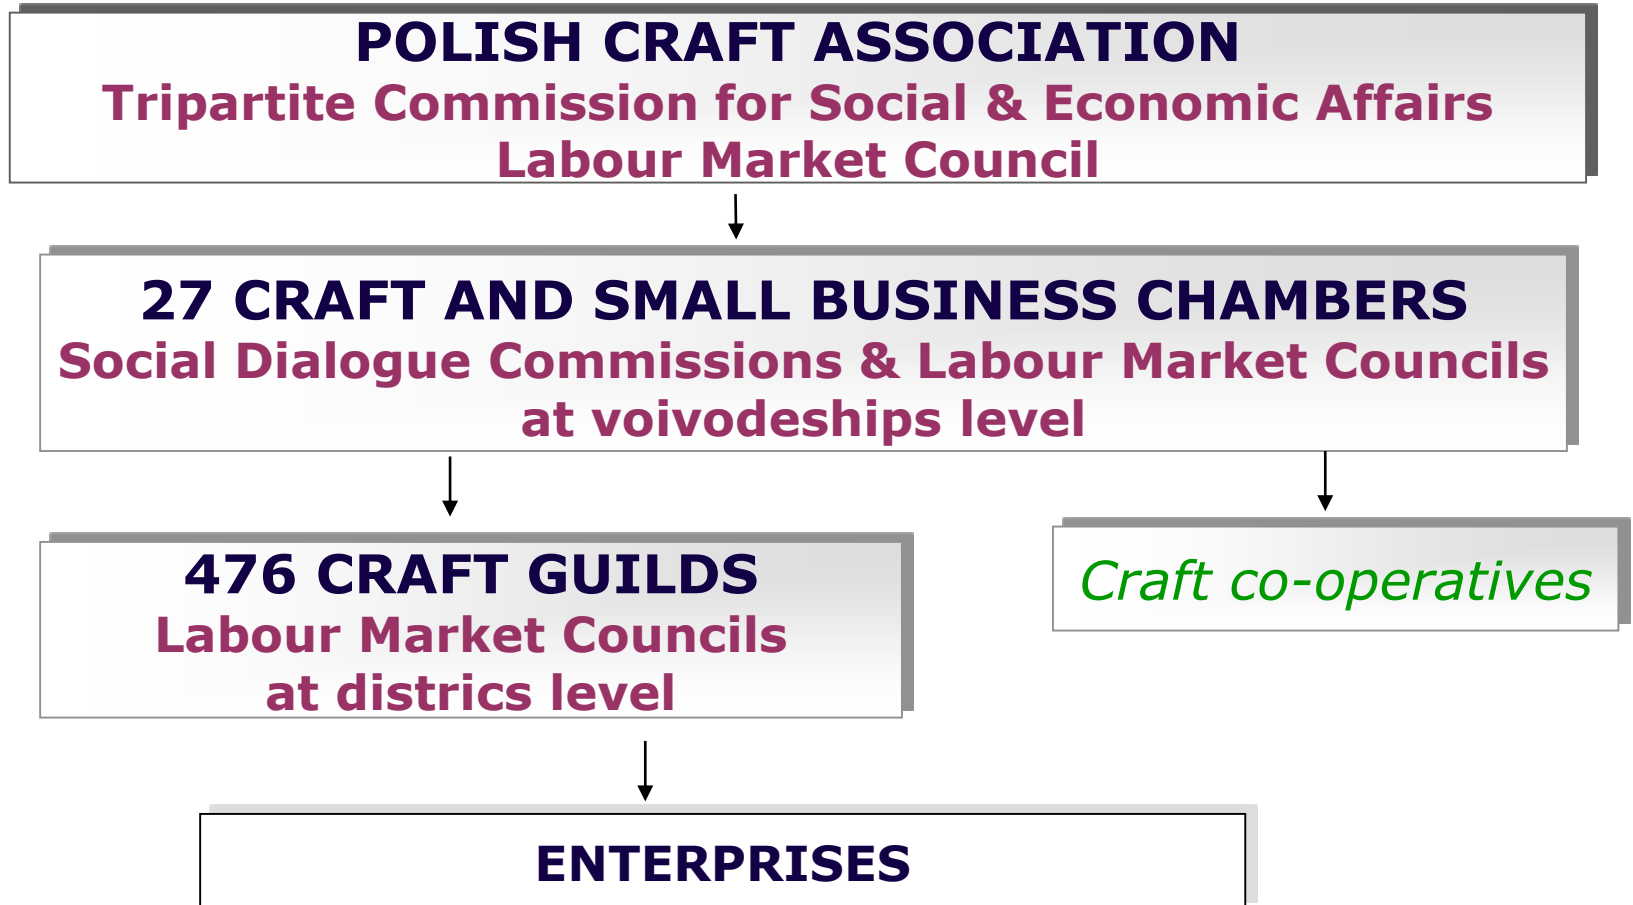 POLISH CRAFT ASSOCIATION
Tripartite Commission for Social & Economic Affairs
Labour Market Council
27 CRAFT AND SMALL BUSINESS CHAMBERS
Social Dialogue Commissions & Labour Market Councils
at voivodeships level
476 CRAFT GUILDS
Labour Market Councils
at districs level
Craft co-operatives
ENTERPRISES